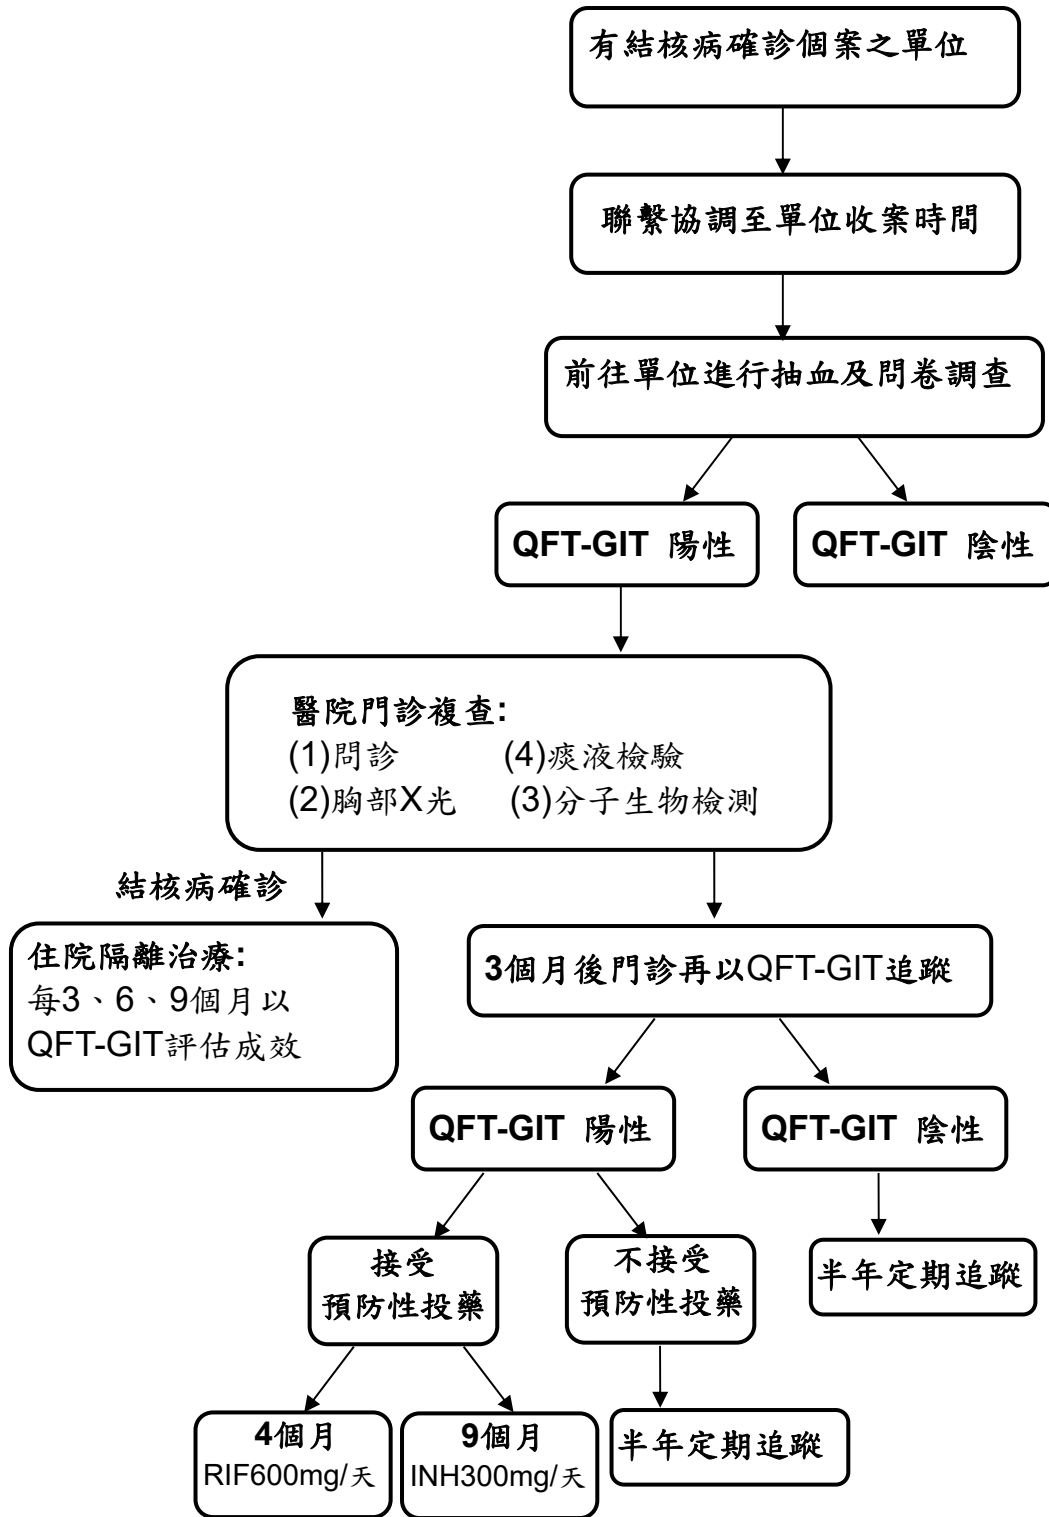 有結核病確診個案之單位
聯繫協調至單位收案時間
前往單位進行抽血及問卷調查
QFT-GIT 陽性
QFT-GIT 陰性
醫院門診複查:
(1)問診 (4)痰液檢驗
(2)胸部X光 (3)分子生物檢測
結核病確診
住院隔離治療:
每3、6、9個月以
QFT-GIT評估成效
3個月後門診再以QFT-GIT追蹤
QFT-GIT 陽性
QFT-GIT 陰性
接受
預防性投藥
不接受
預防性投藥
半年定期追蹤
4個月
RIF600mg/天
9個月
INH300mg/天
半年定期追蹤